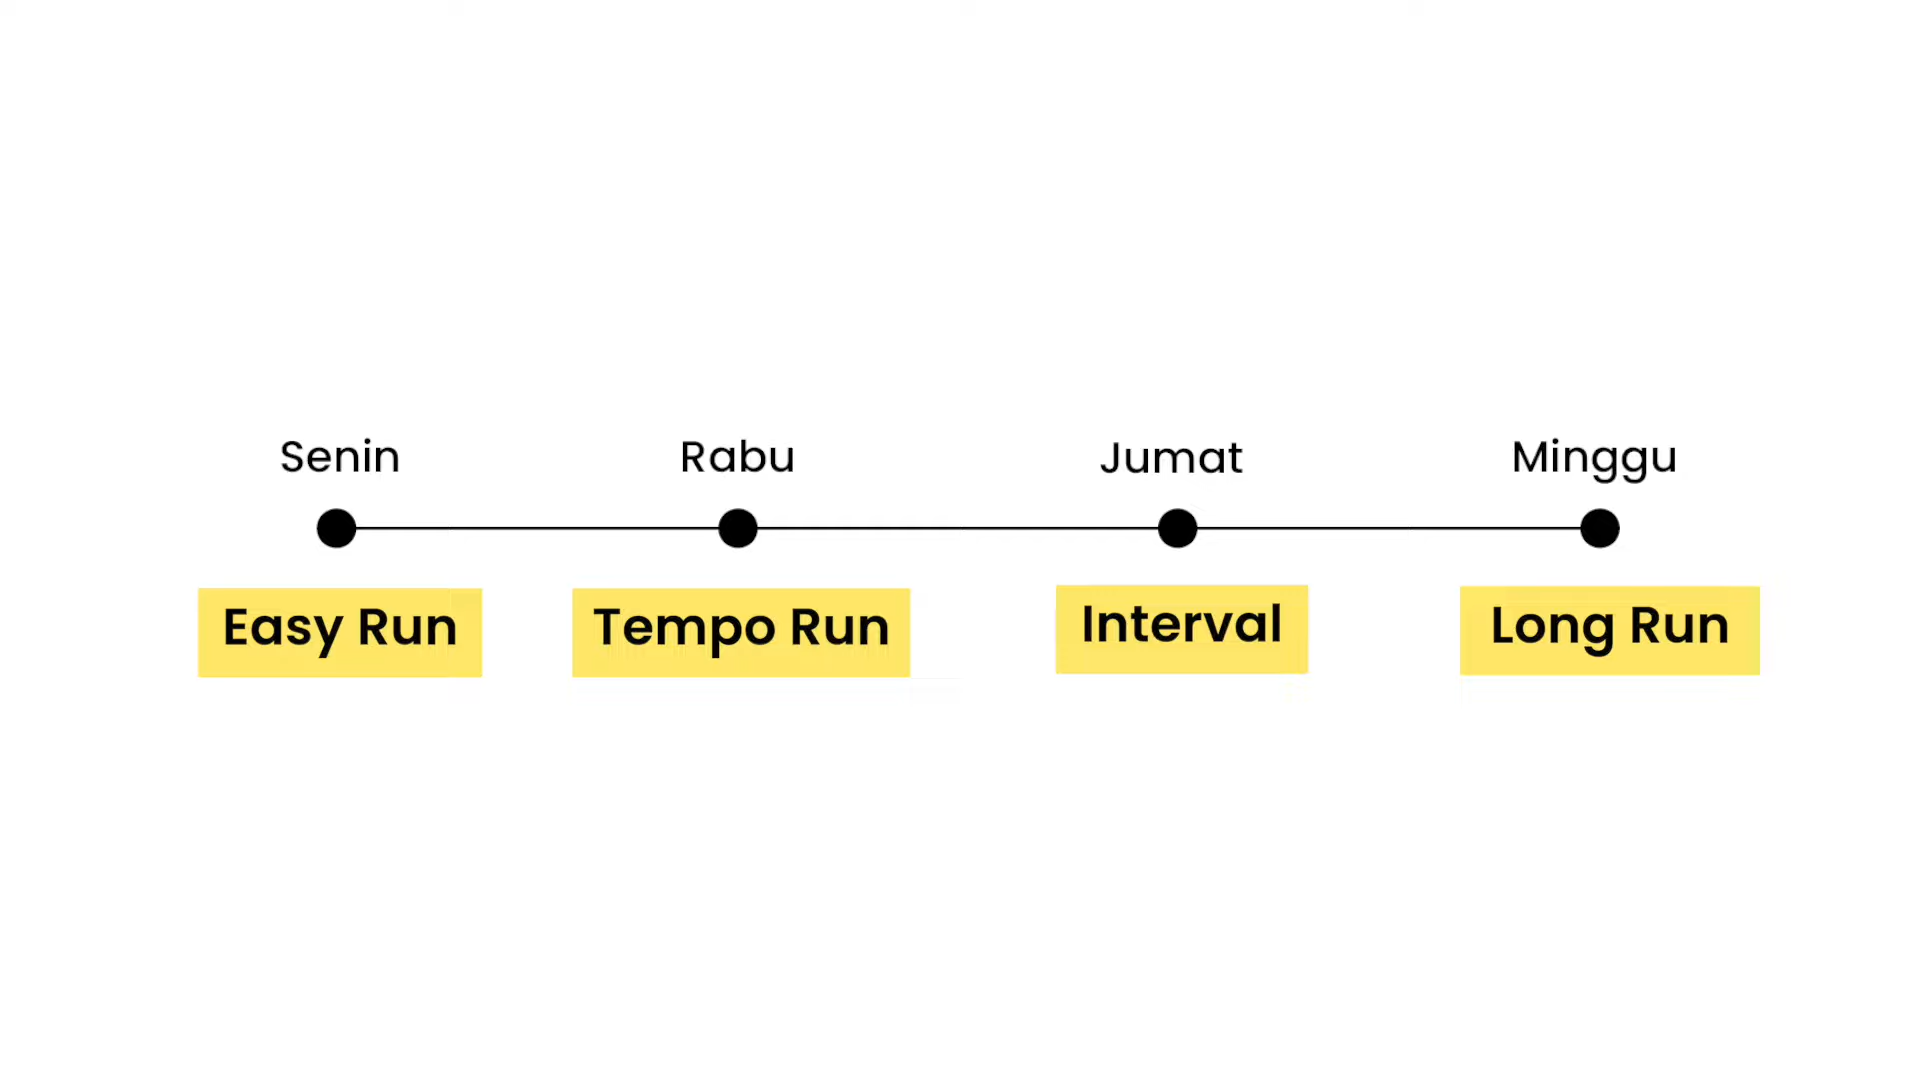 Senin
Rabu
Jumat
Minggu
Easy Run
Tempo Run
Interval
Long Run